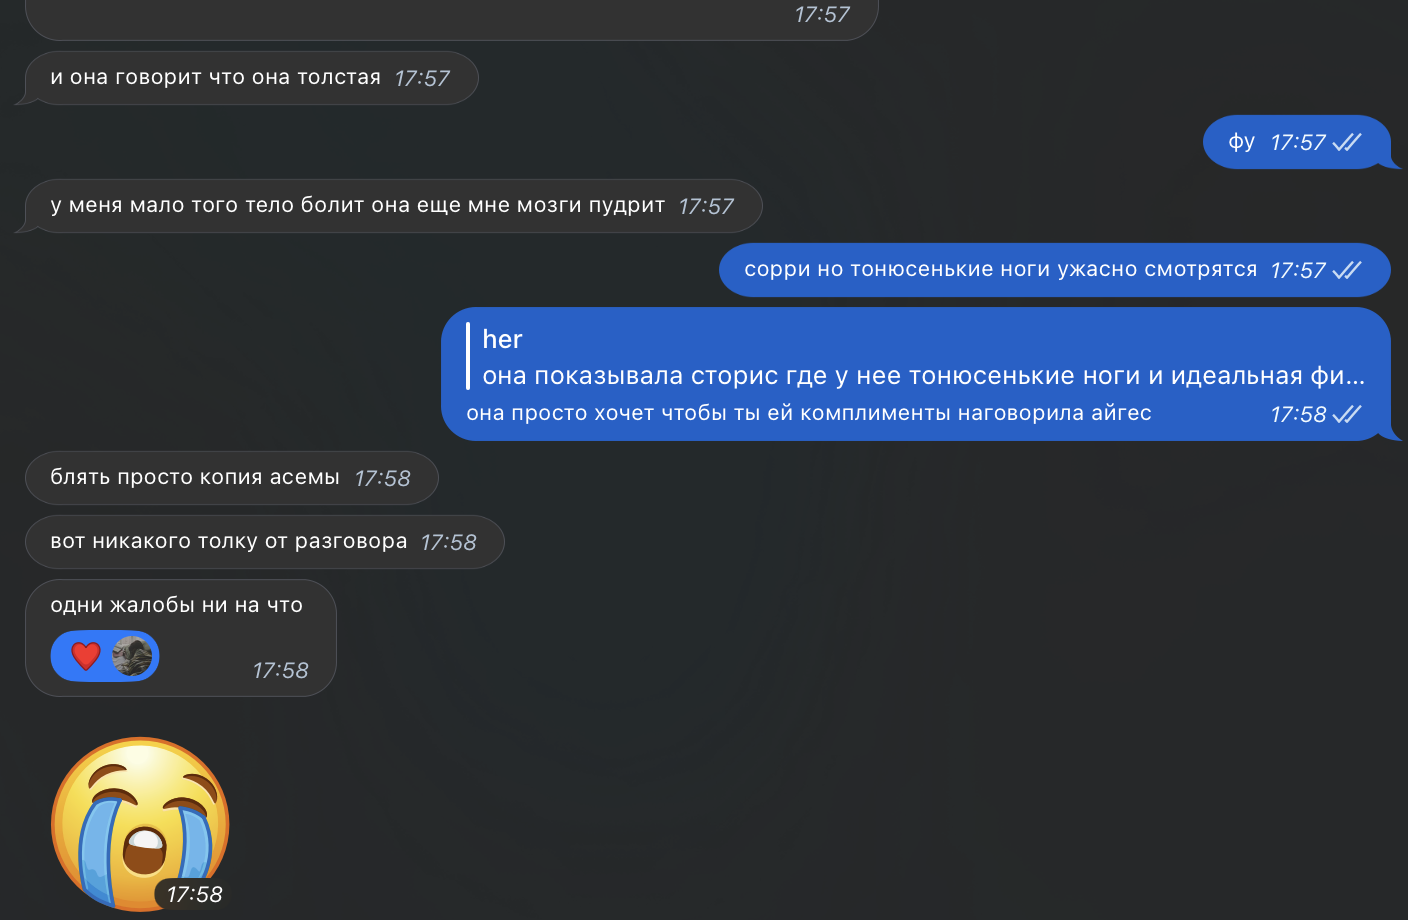 17:57
и она говорит что она толстая 17:57
фу 17:57
у меня мало того тело болит она еще мне мозги пудрит 17:57
сорри но тонюсенькие ноги ужасно смотрятся 17:57
her
она показывала сторис где у нее тонюсенькие ноги и идеальная фи...
она просто хочет чтобы ты ей комплименты наговорила айгес 17:58
блять просто копия асемы 17:58
вот никакого толку от разговора 17:58
одни жалобы ни на что
17:58
17:58